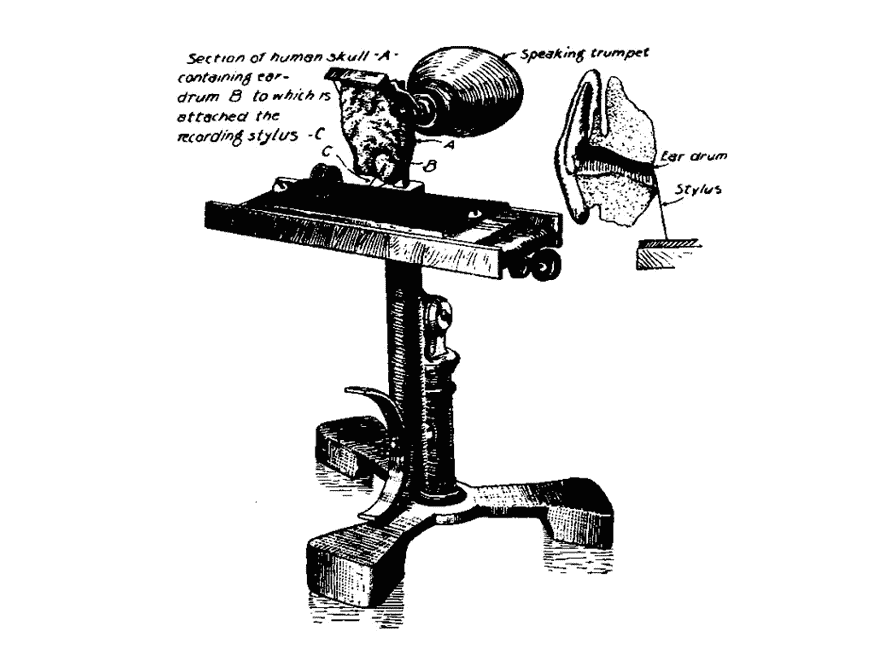 Section of human skull -A-
containing ear-
drum B to which is
attached the
recording stylus -C
Speaking trumpet
A
B
C
Ear drum
Stylus